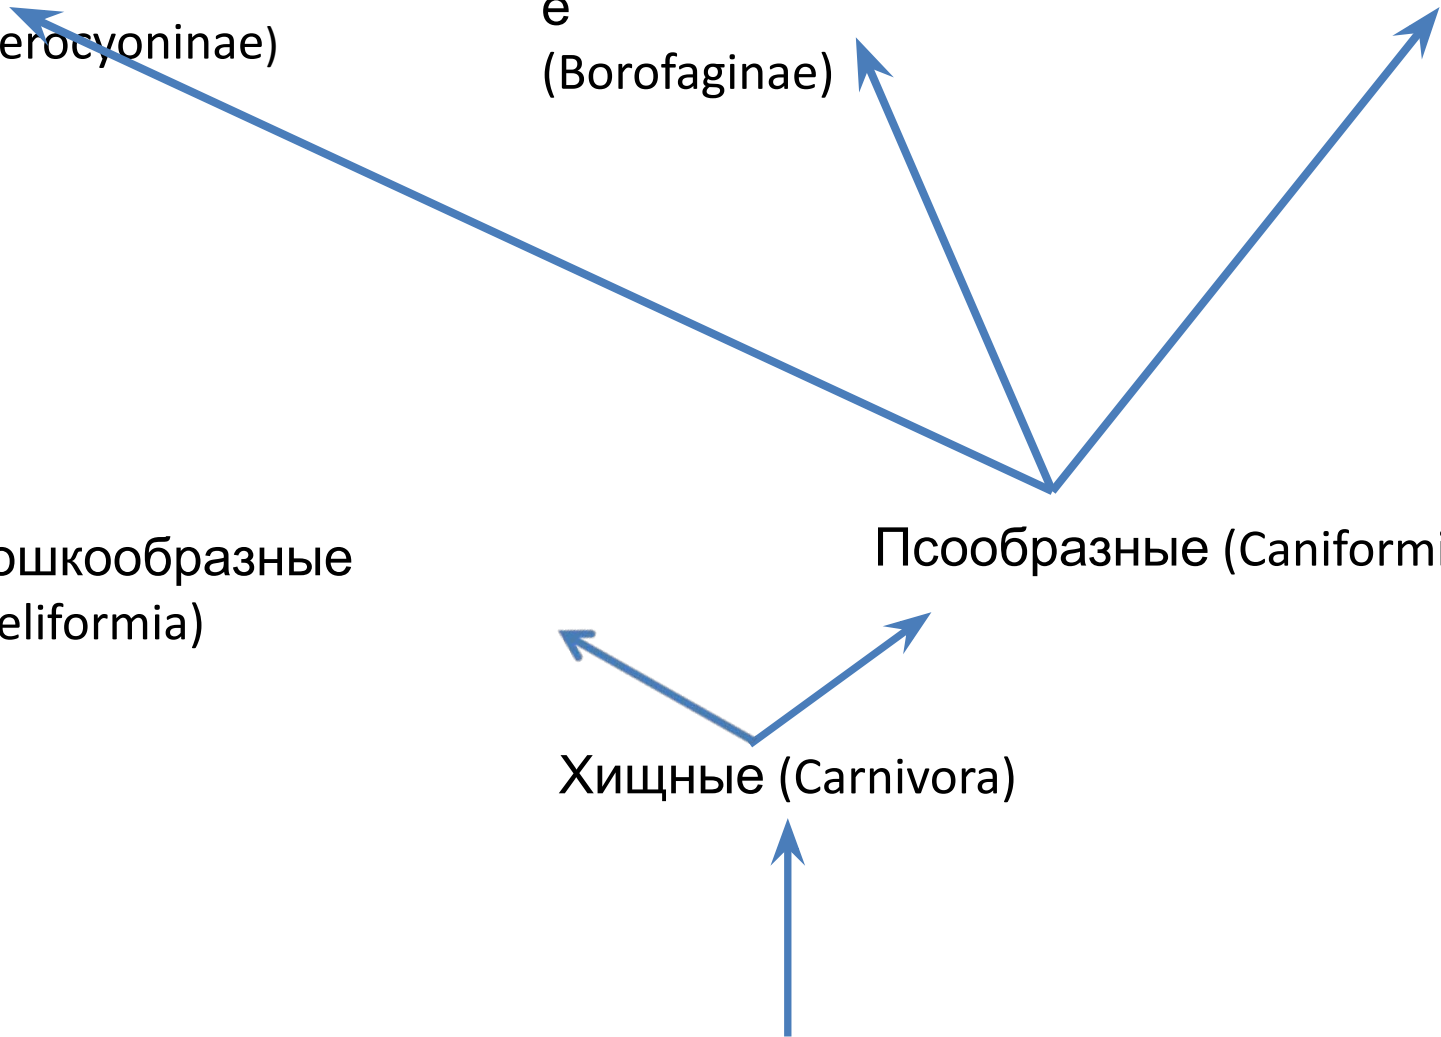 е
erocyoninae)
(Borofaginae)
Псообразные (Caniformi
ошкообразные
eliformia)
Хищные (Carnivora)